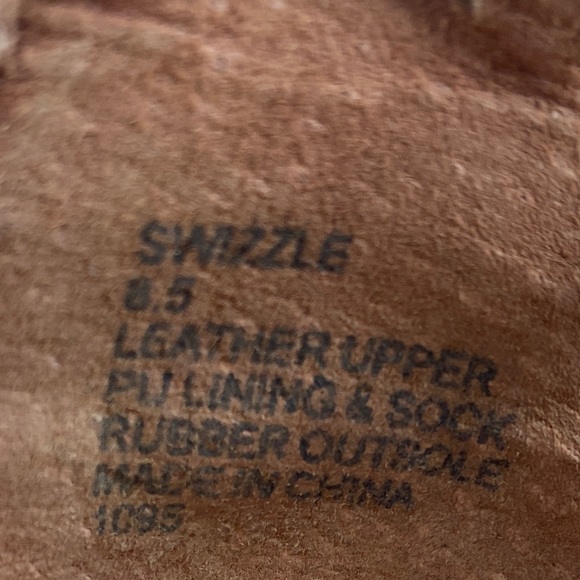 SWIZZLE
8.5
LEATHER UPPER
PU LINING & SOCK
RUBBER OUTSOLE
MADE IN CHINA
1095